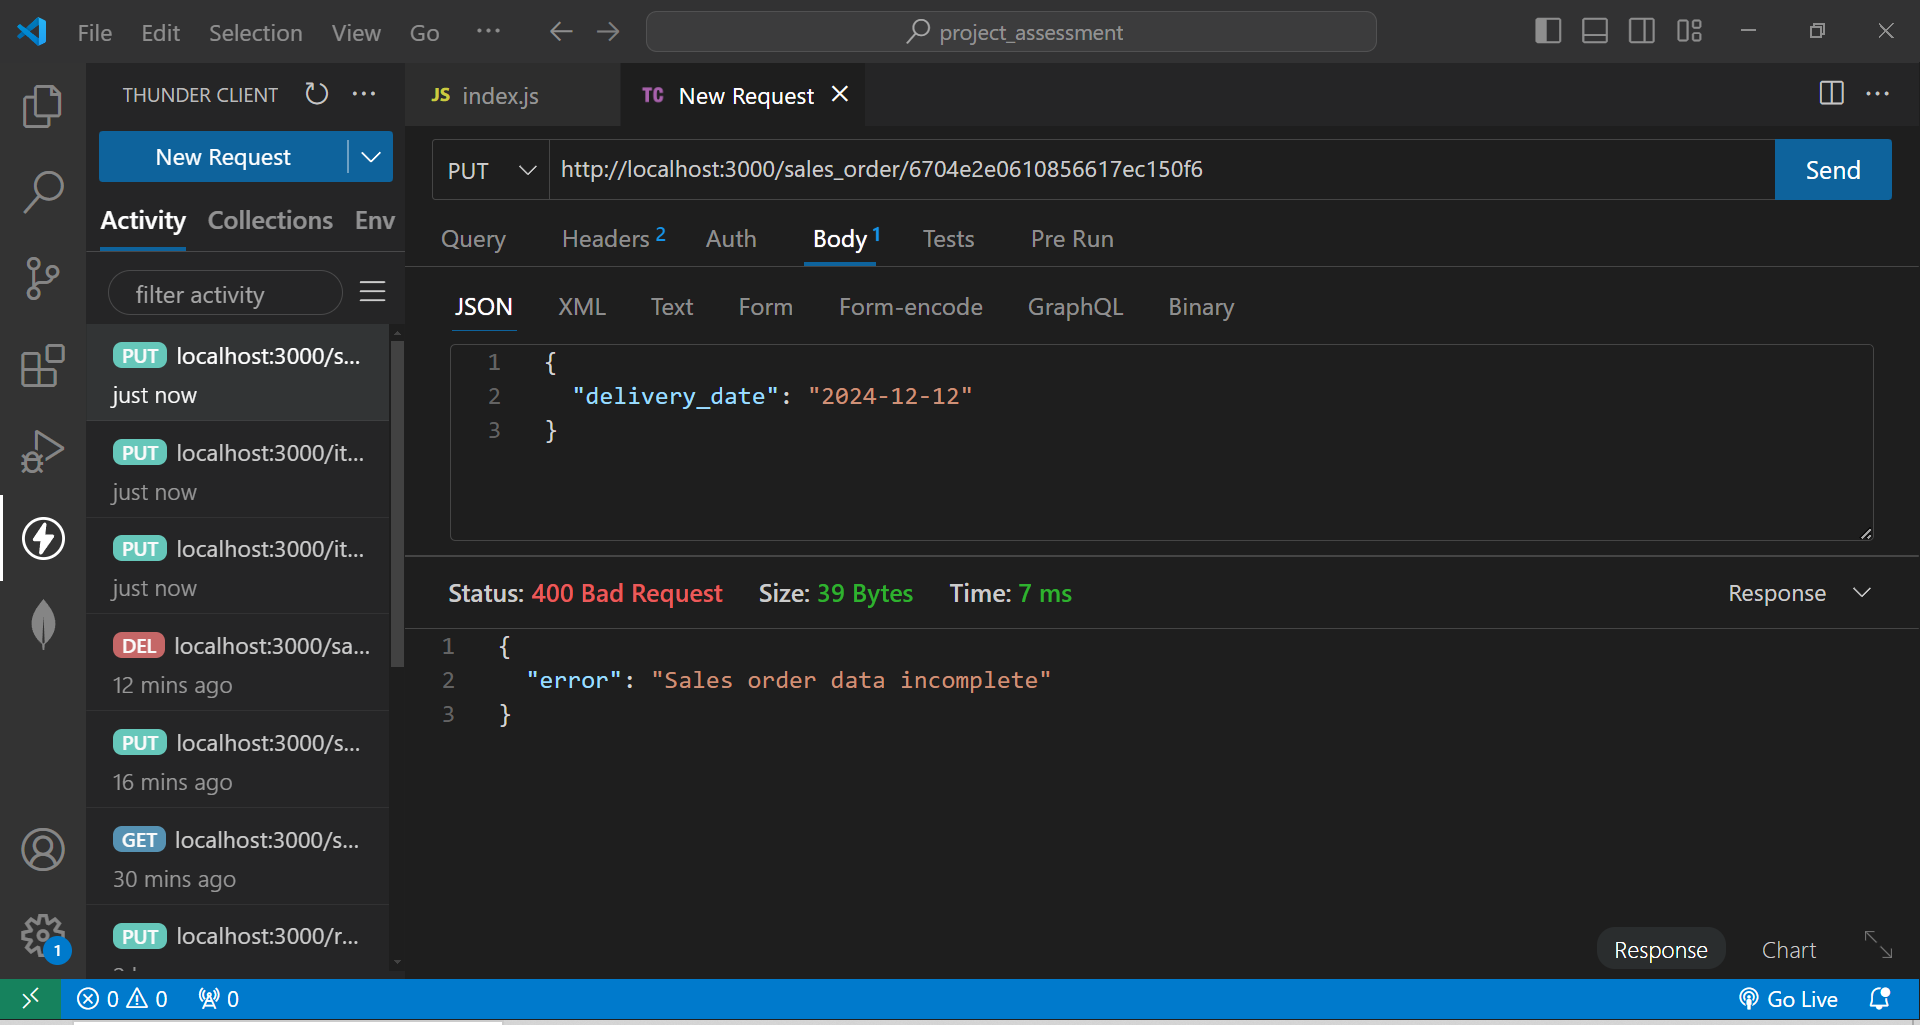 File Edit Selection View Go ··· project_assessment
THUNDER CLIENT ···
New Request
Activity Collections Env
filter activity
PUT localhost:3000/s...
just now
PUT localhost:3000/it...
just now
PUT localhost:3000/it...
just now
DEL localhost:3000/sa...
12 mins ago
PUT localhost:3000/s...
16 mins ago
GET localhost:3000/s...
30 mins ago
PUT localhost:3000/r...
JS index.js TC New Request ···
PUT http://localhost:3000/sales_order/6704e2e0610856617ec150f6 Send
Query Headers 2 Auth Body 1 Tests Pre Run
JSON XML Text Form Form-encode GraphQL Binary
1 {
2 "delivery_date": "2024-12-12"
3 }
Status: 400 Bad Request Size: 39 Bytes Time: 7 ms Response
1 {
2 "error": "Sales order data incomplete"
3 }
Response Chart
1
0 0 0 Go Live